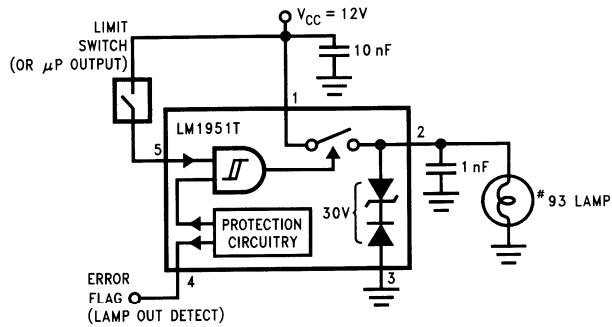 V CC = 12V
LIMIT
SWITCH
(OR μP OUTPUT)
10 nF
1
LM1951T
2
5
1 nF
30V
# 93 LAMP
PROTECTION
CIRCUITRY
4
3
ERROR
FLAG
(LAMP OUT DETECT)